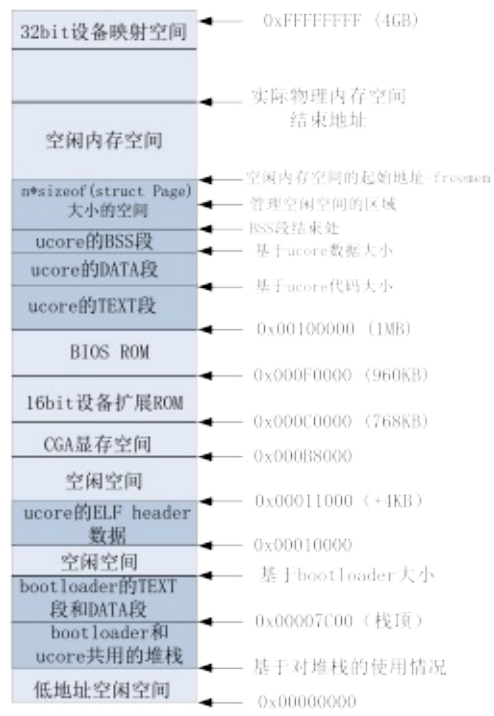 32bit设备映射空间
0xFFFFFFFF (4GB)
实际物理内存空间
结束地址
空闲内存空间
空闲内存空间的起始地址-freemem
n*sizeof(struct Page)
大小的空间
管理空闲空间的区域
BSS段结束处
ucore的BSS段
基于ucore数据大小
ucore的DATA段
基于ucore代码大小
ucore的TEXT段
0x00100000 (1MB)
BIOS ROM
0x000F0000 (960KB)
16bit设备扩展ROM
0x000C0000 (768KB)
CGA显存空间
0x000B8000
空闲空间
0x00011000 (+4KB)
ucore的ELF header
数据
0x00010000
空闲空间
基于bootloader大小
bootloader的TEXT
段和DATA段
0x00007C00 (栈顶)
bootloader和
ucore共用的堆栈
基于对堆栈的使用情况
低地址空闲空间
0x00000000